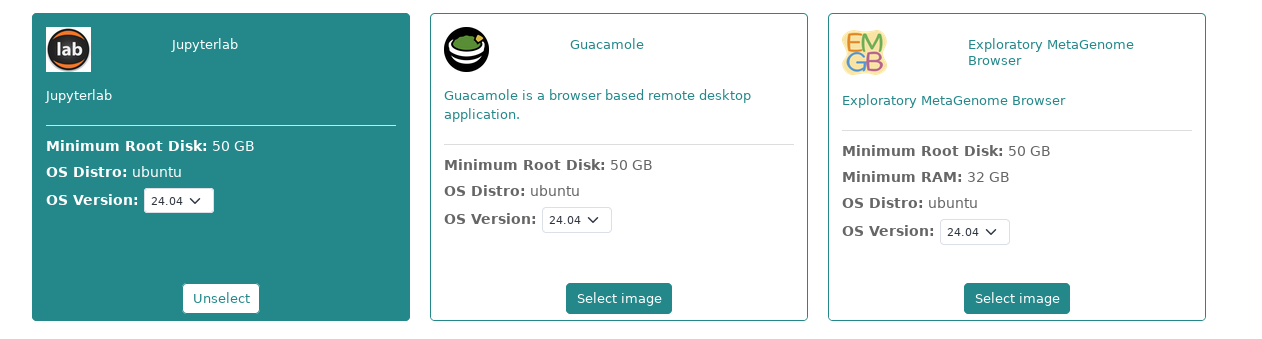 lab
Jupyterlab
Jupyterlab
Minimum Root Disk: 50 GB
OS Distro: ubuntu
OS Version: 24.04
Unselect
Guacamole
Guacamole is a browser based remote desktop
application.
Minimum Root Disk: 50 GB
OS Distro: ubuntu
OS Version: 24.04
Select image
EM
GB
Exploratory MetaGenome
Browser
Exploratory MetaGenome Browser
Minimum Root Disk: 50 GB
Minimum RAM: 32 GB
OS Distro: ubuntu
OS Version: 24.04
Select image